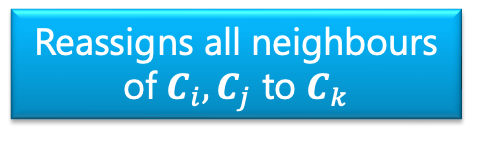 Reassigns all neighbours
of C_i, C_j to C_k